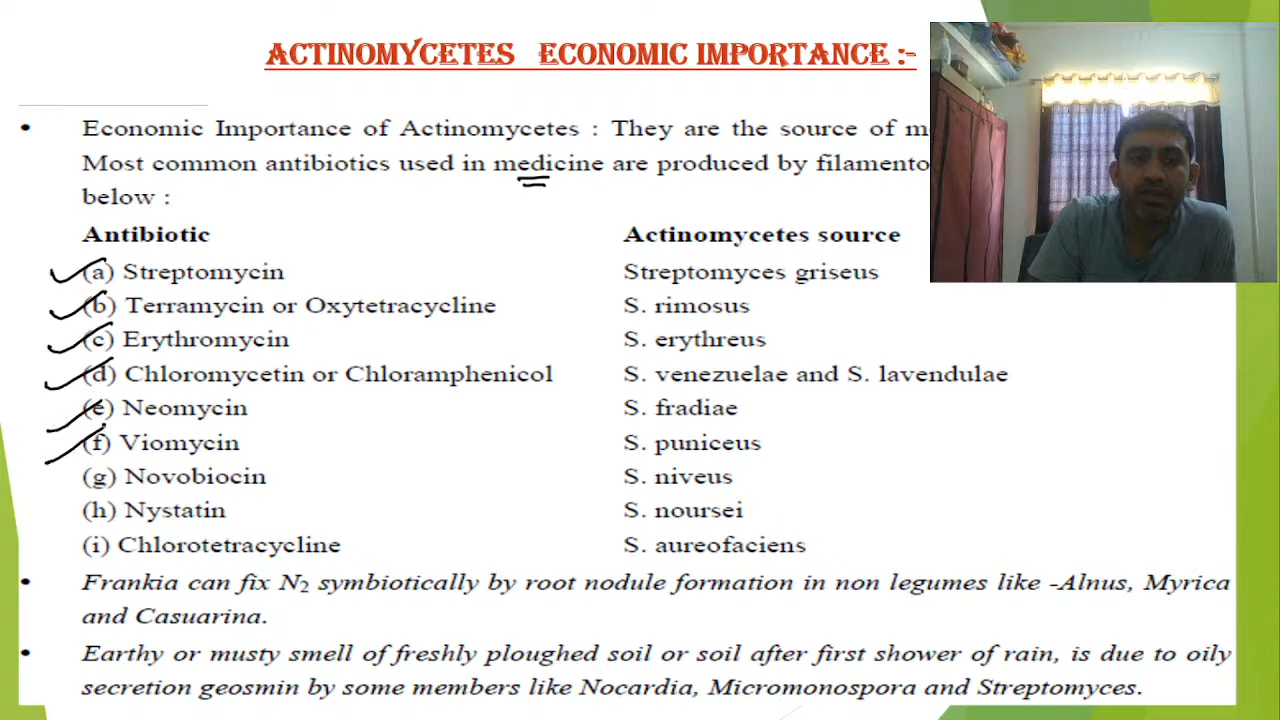 ACTINOMYCETES ECONOMIC IMPORTANCE :-
• Economic Importance of Actinomycetes : They are the source of
Most common antibiotics used in medicine are produced by
below :
Antibiotic Actinomycetes source
(a) Streptomycin Streptomyces griseus
(b) Terramycin or Oxytetracycline S. rimosus
(c) Erythromycin S. erythreus
(d) Chloromycetin or Chloramphenicol S. venezuelae and S. lavendulae
(e) Neomycin S. fradiae
(f) Viomycin S. puniceus
(g) Novobiocin S. niveus
(h) Nystatin S. noursei
(i) Chlorotetracycline S. aureofaciens
• Frankia can fix N2 symbiotically by root nodule formation in non legumes like -Alnus, Myrica
and Casuarina.
• Earthy or musty smell of freshly ploughed soil or soil after first shower of rain, is due to oily
secretion geosmin by some members like Nocardia, Micromonospora and Streptomyces.